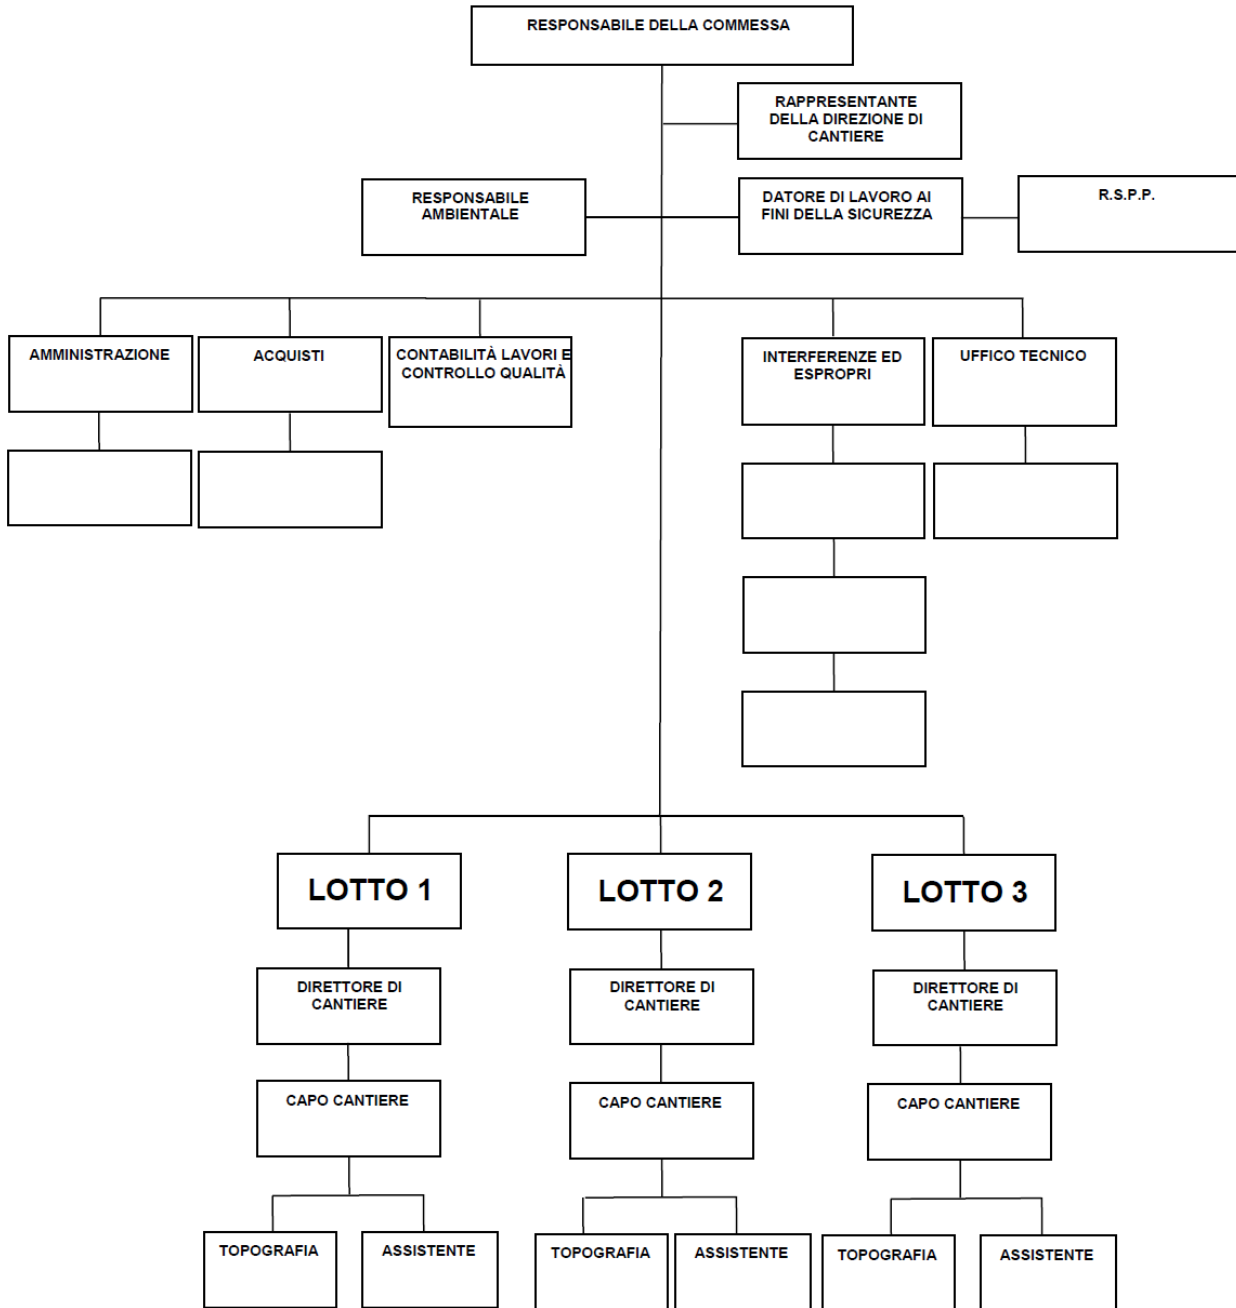 RESPONSABILE DELLA COMMESSA
RAPPRESENTANTE
DELLA DIREZIONE DI
CANTIERE
RESPONSABILE
AMBIENTALE
DATORE DI LAVORO AI
FINI DELLA SICUREZZA
R.S.P.P.
AMMINISTRAZIONE
ACQUISTI
CONTABILITÀ LAVORI E
CONTROLLO QUALITÀ
INTERFERENZE ED
ESPROPRI
UFFICO TECNICO
LOTTO 1
LOTTO 2
LOTTO 3
DIRETTORE DI
CANTIERE
DIRETTORE DI
CANTIERE
DIRETTORE DI
CANTIERE
CAPO CANTIERE
CAPO CANTIERE
CAPO CANTIERE
TOPOGRAFIA
ASSISTENTE
TOPOGRAFIA
ASSISTENTE
TOPOGRAFIA
ASSISTENTE